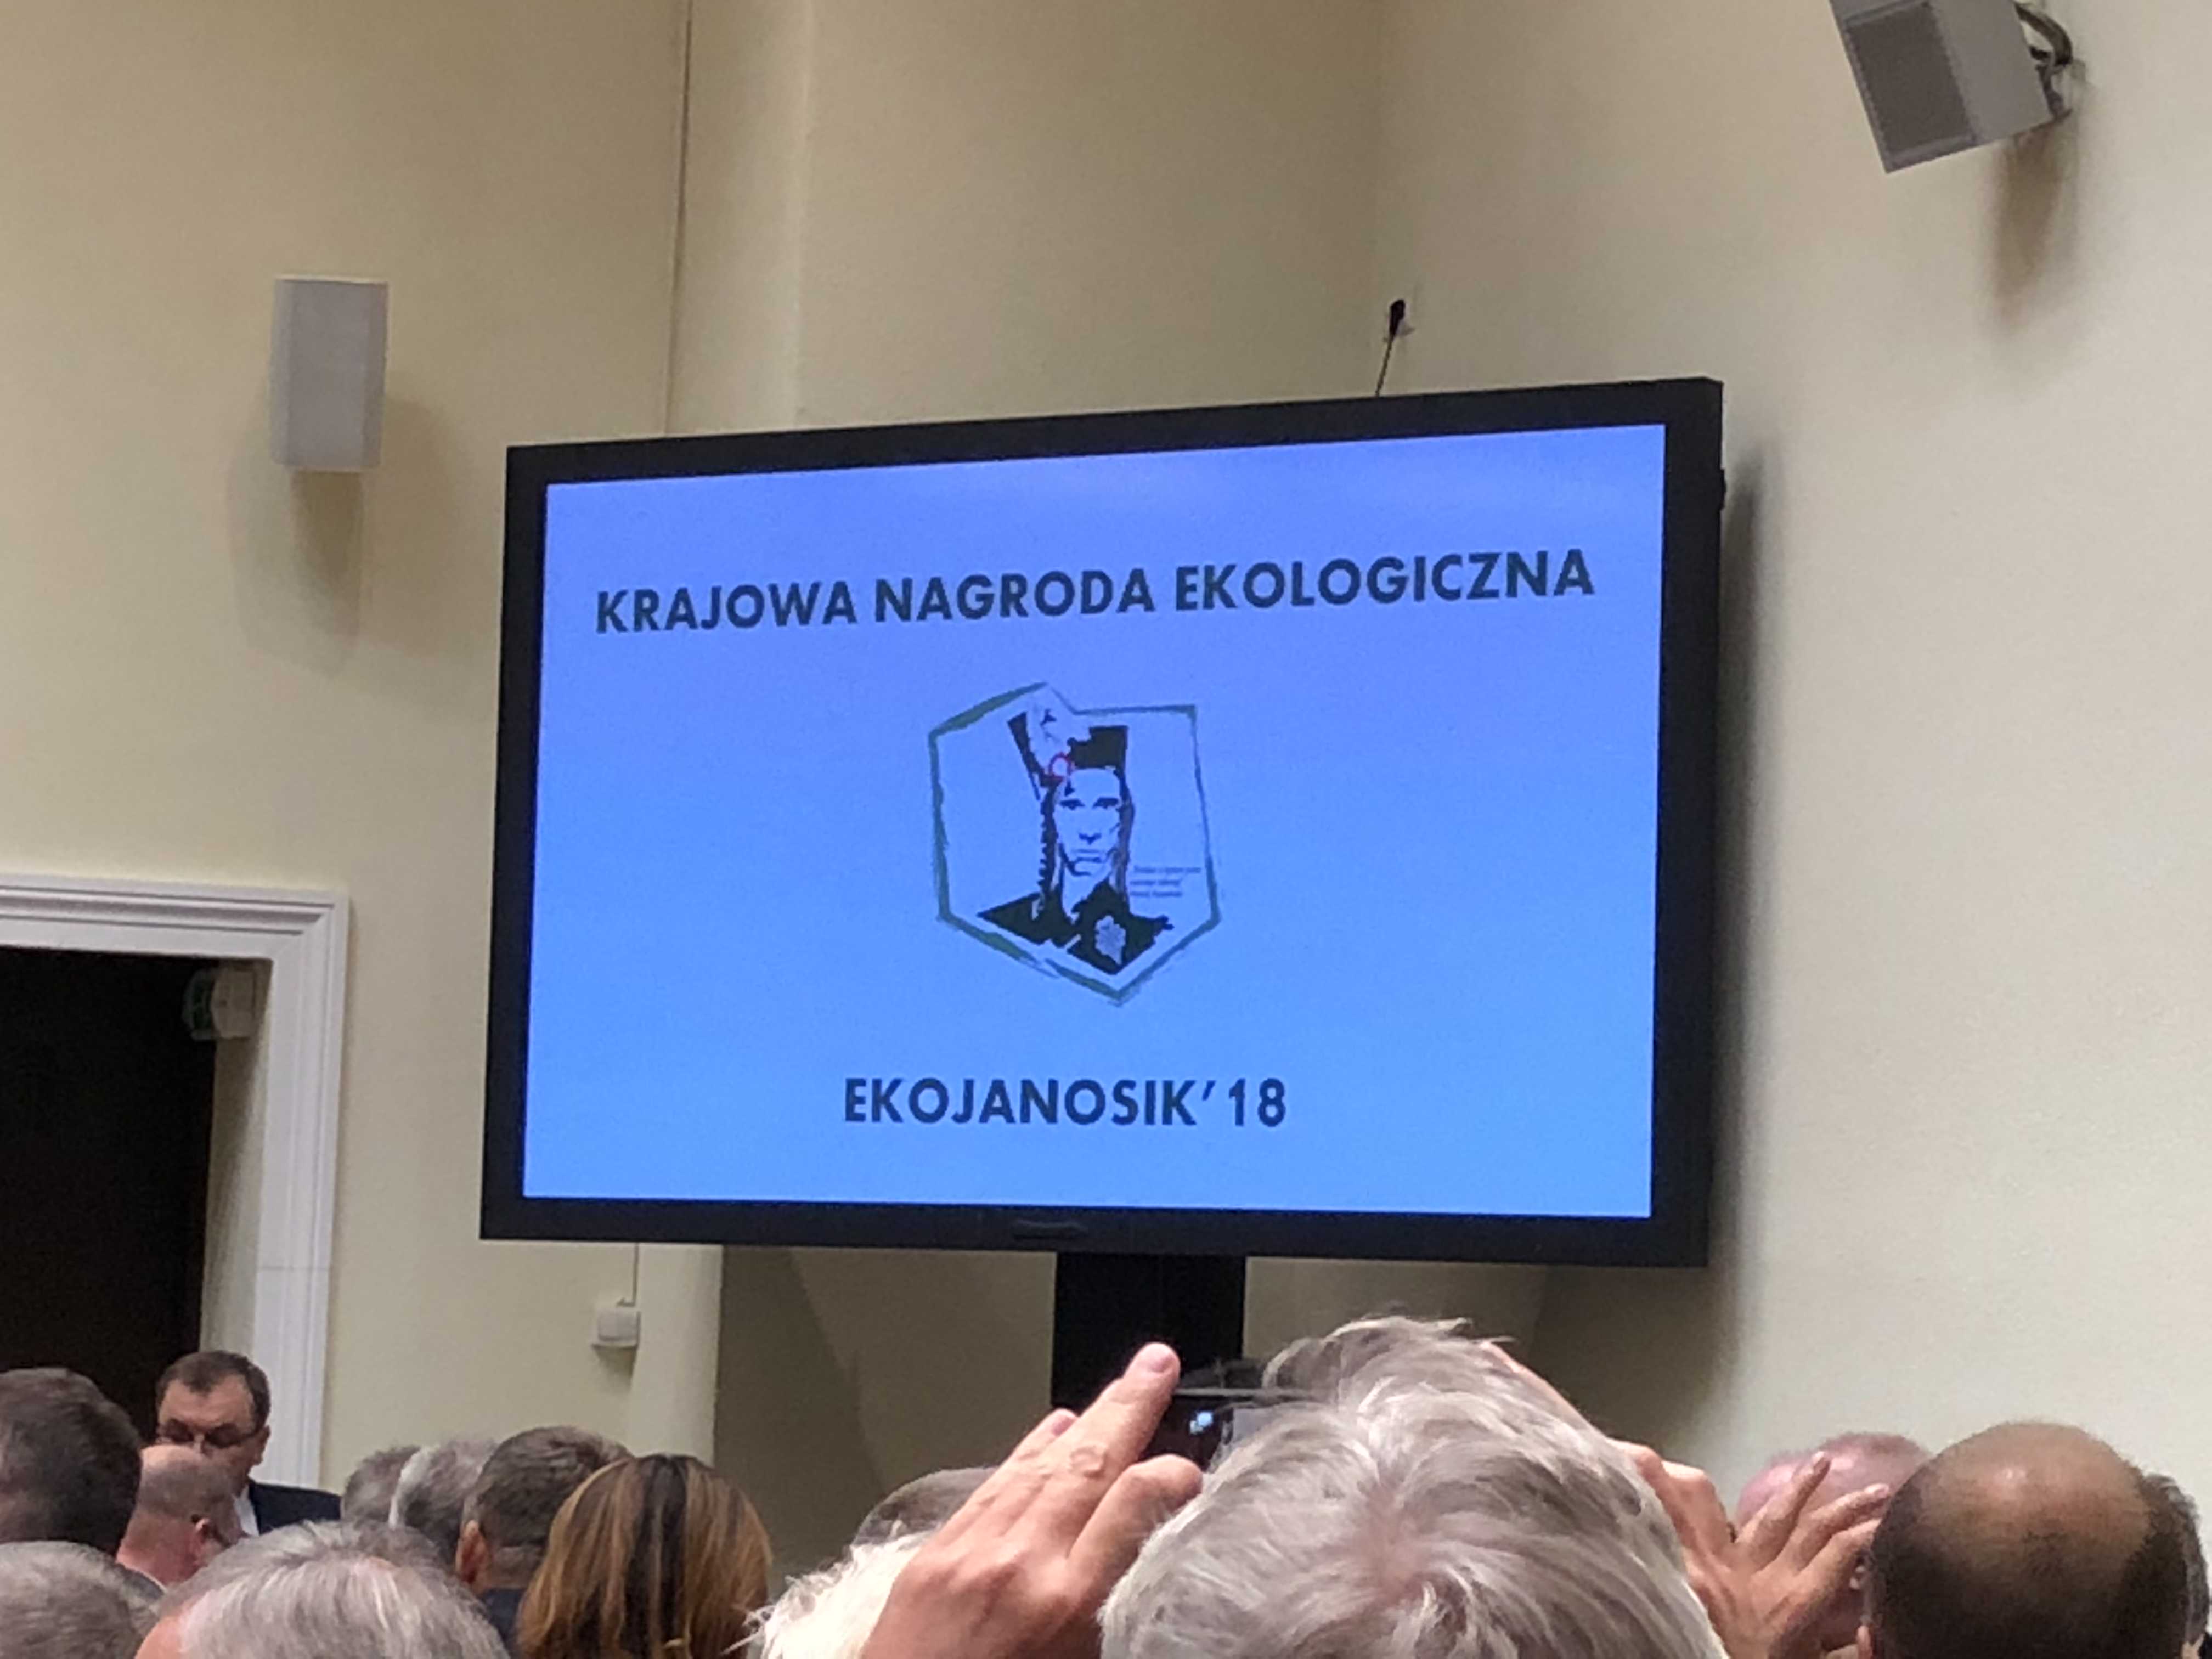 KRAJOWA NAGRODA EKOLOGICZNA
EKOJANOSIK'18